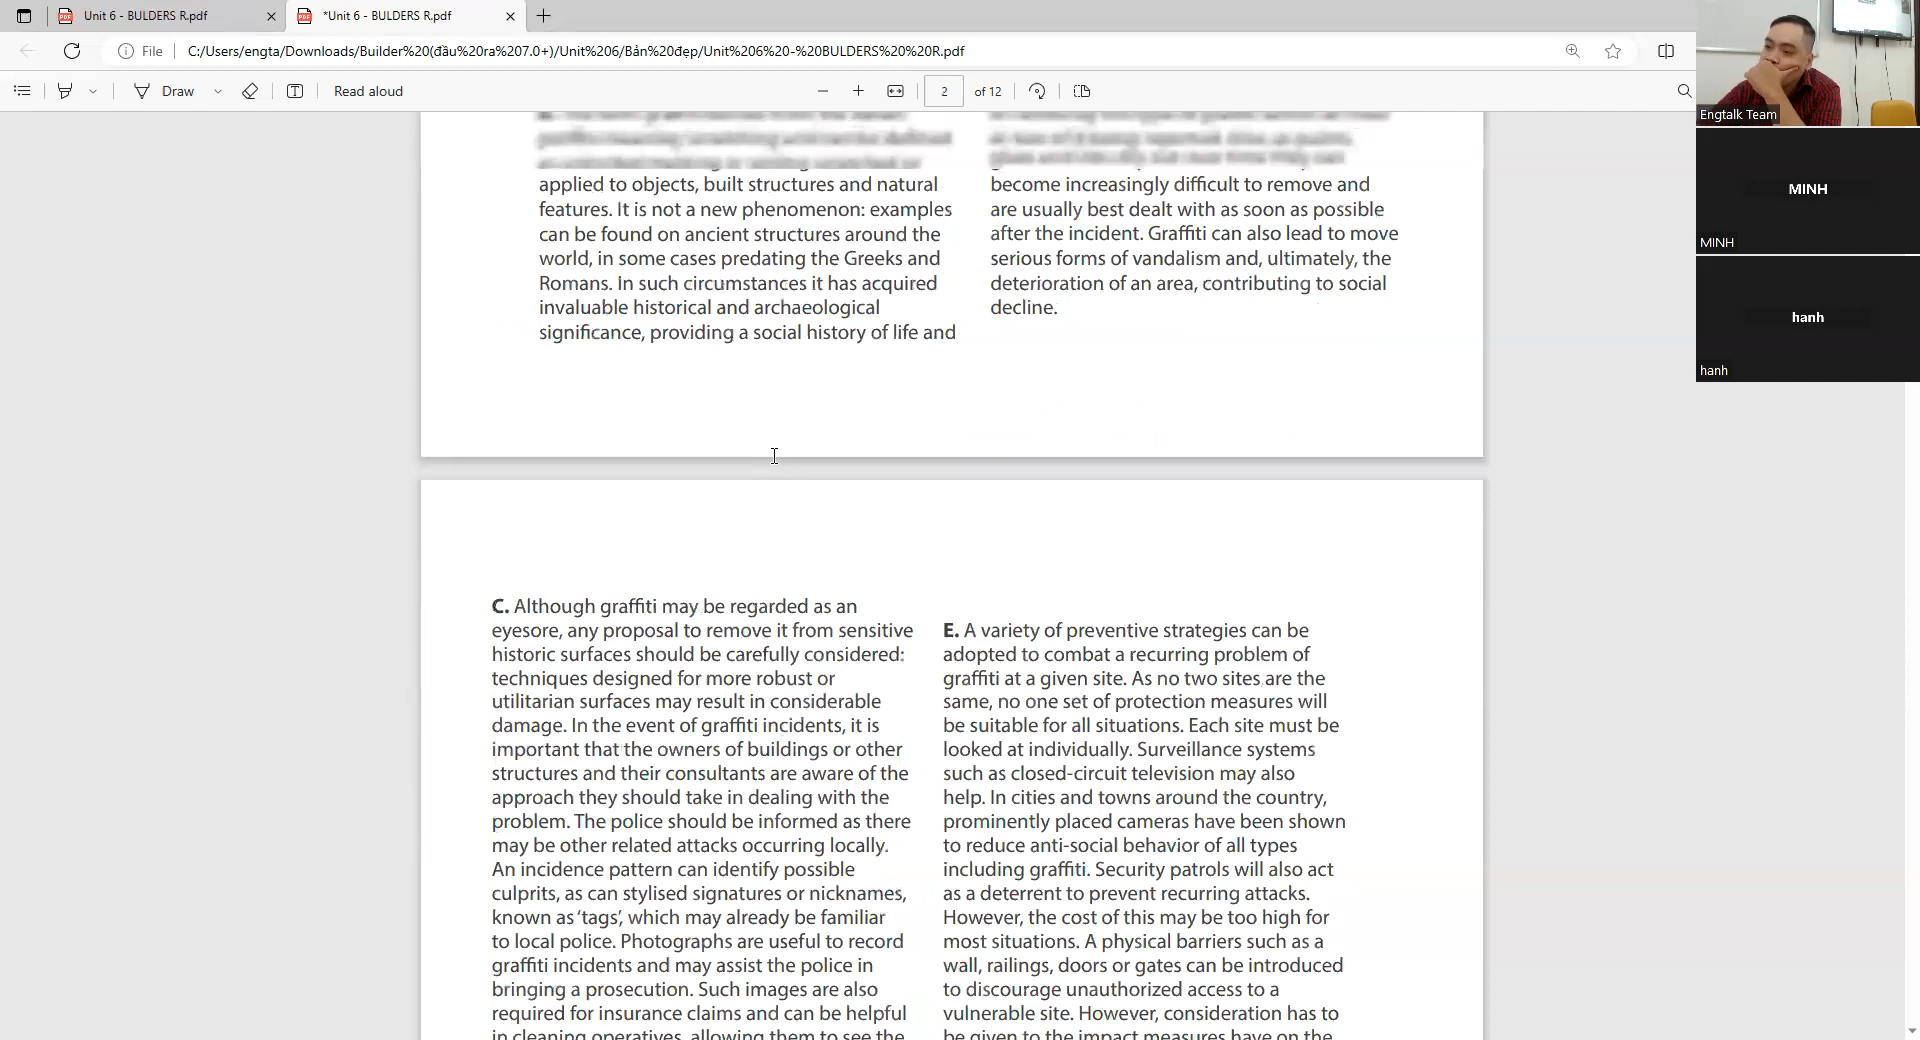 Unit 6 - BULDERS R.pdf
*Unit 6 - BULDERS R.pdf
File
C:/Users/engta/Downloads/Builder%20(đầu%20ra%207.0+)/Unit%206/Bản%20đẹp/Unit%206%20-%20BULDERS%20%20R.pdf
Draw
Read aloud
2
of 12
applied to objects, built structures and natural
features. It is not a new phenomenon: examples
can be found on ancient structures around the
world, in some cases predating the Greeks and
Romans. In such circumstances it has acquired
invaluable historical and archaeological
significance, providing a social history of life and
become increasingly difficult to remove and
are usually best dealt with as soon as possible
after the incident. Graffiti can also lead to move
serious forms of vandalism and, ultimately, the
deterioration of an area, contributing to social
decline.
C. Although graffiti may be regarded as an
eyesore, any proposal to remove it from sensitive
historic surfaces should be carefully considered:
techniques designed for more robust or
utilitarian surfaces may result in considerable
damage. In the event of graffiti incidents, it is
important that the owners of buildings or other
structures and their consultants are aware of the
approach they should take in dealing with the
problem. The police should be informed as there
may be other related attacks occurring locally.
An incidence pattern can identify possible
culprits, as can stylised signatures or nicknames,
known as ‘tags’, which may already be familiar
to local police. Photographs are useful to record
graffiti incidents and may assist the police in
bringing a prosecution. Such images are also
required for insurance claims and can be helpful
in cleaning operatives, allowing them to see the
E. A variety of preventive strategies can be
adopted to combat a recurring problem of
graffiti at a given site. As no two sites are the
same, no one set of protection measures will
be suitable for all situations. Each site must be
looked at individually. Surveillance systems
such as closed-circuit television may also
help. In cities and towns around the country,
prominently placed cameras have been shown
to reduce anti-social behavior of all types
including graffiti. Security patrols will also act
as a deterrent to prevent recurring attacks.
However, the cost of this may be too high for
most situations. A physical barriers such as a
wall, railings, doors or gates can be introduced
to discourage unauthorized access to a
vulnerable site. However, consideration has to
be given to the impact measures have on the
Engtalk Team
MINH
MINH
hanh
hanh